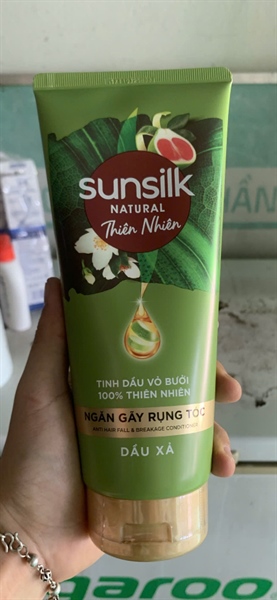 sunsilk
NATURAL
Thiên Nhiên
TINH DẦU VỎ BƯỞI
100% THIÊN NHIÊN
NGĂN GÃY RỤNG TÓC
ANTI HAIR FALL & BREAKAGE CONDITIONER
DẦU XẢ
garoo